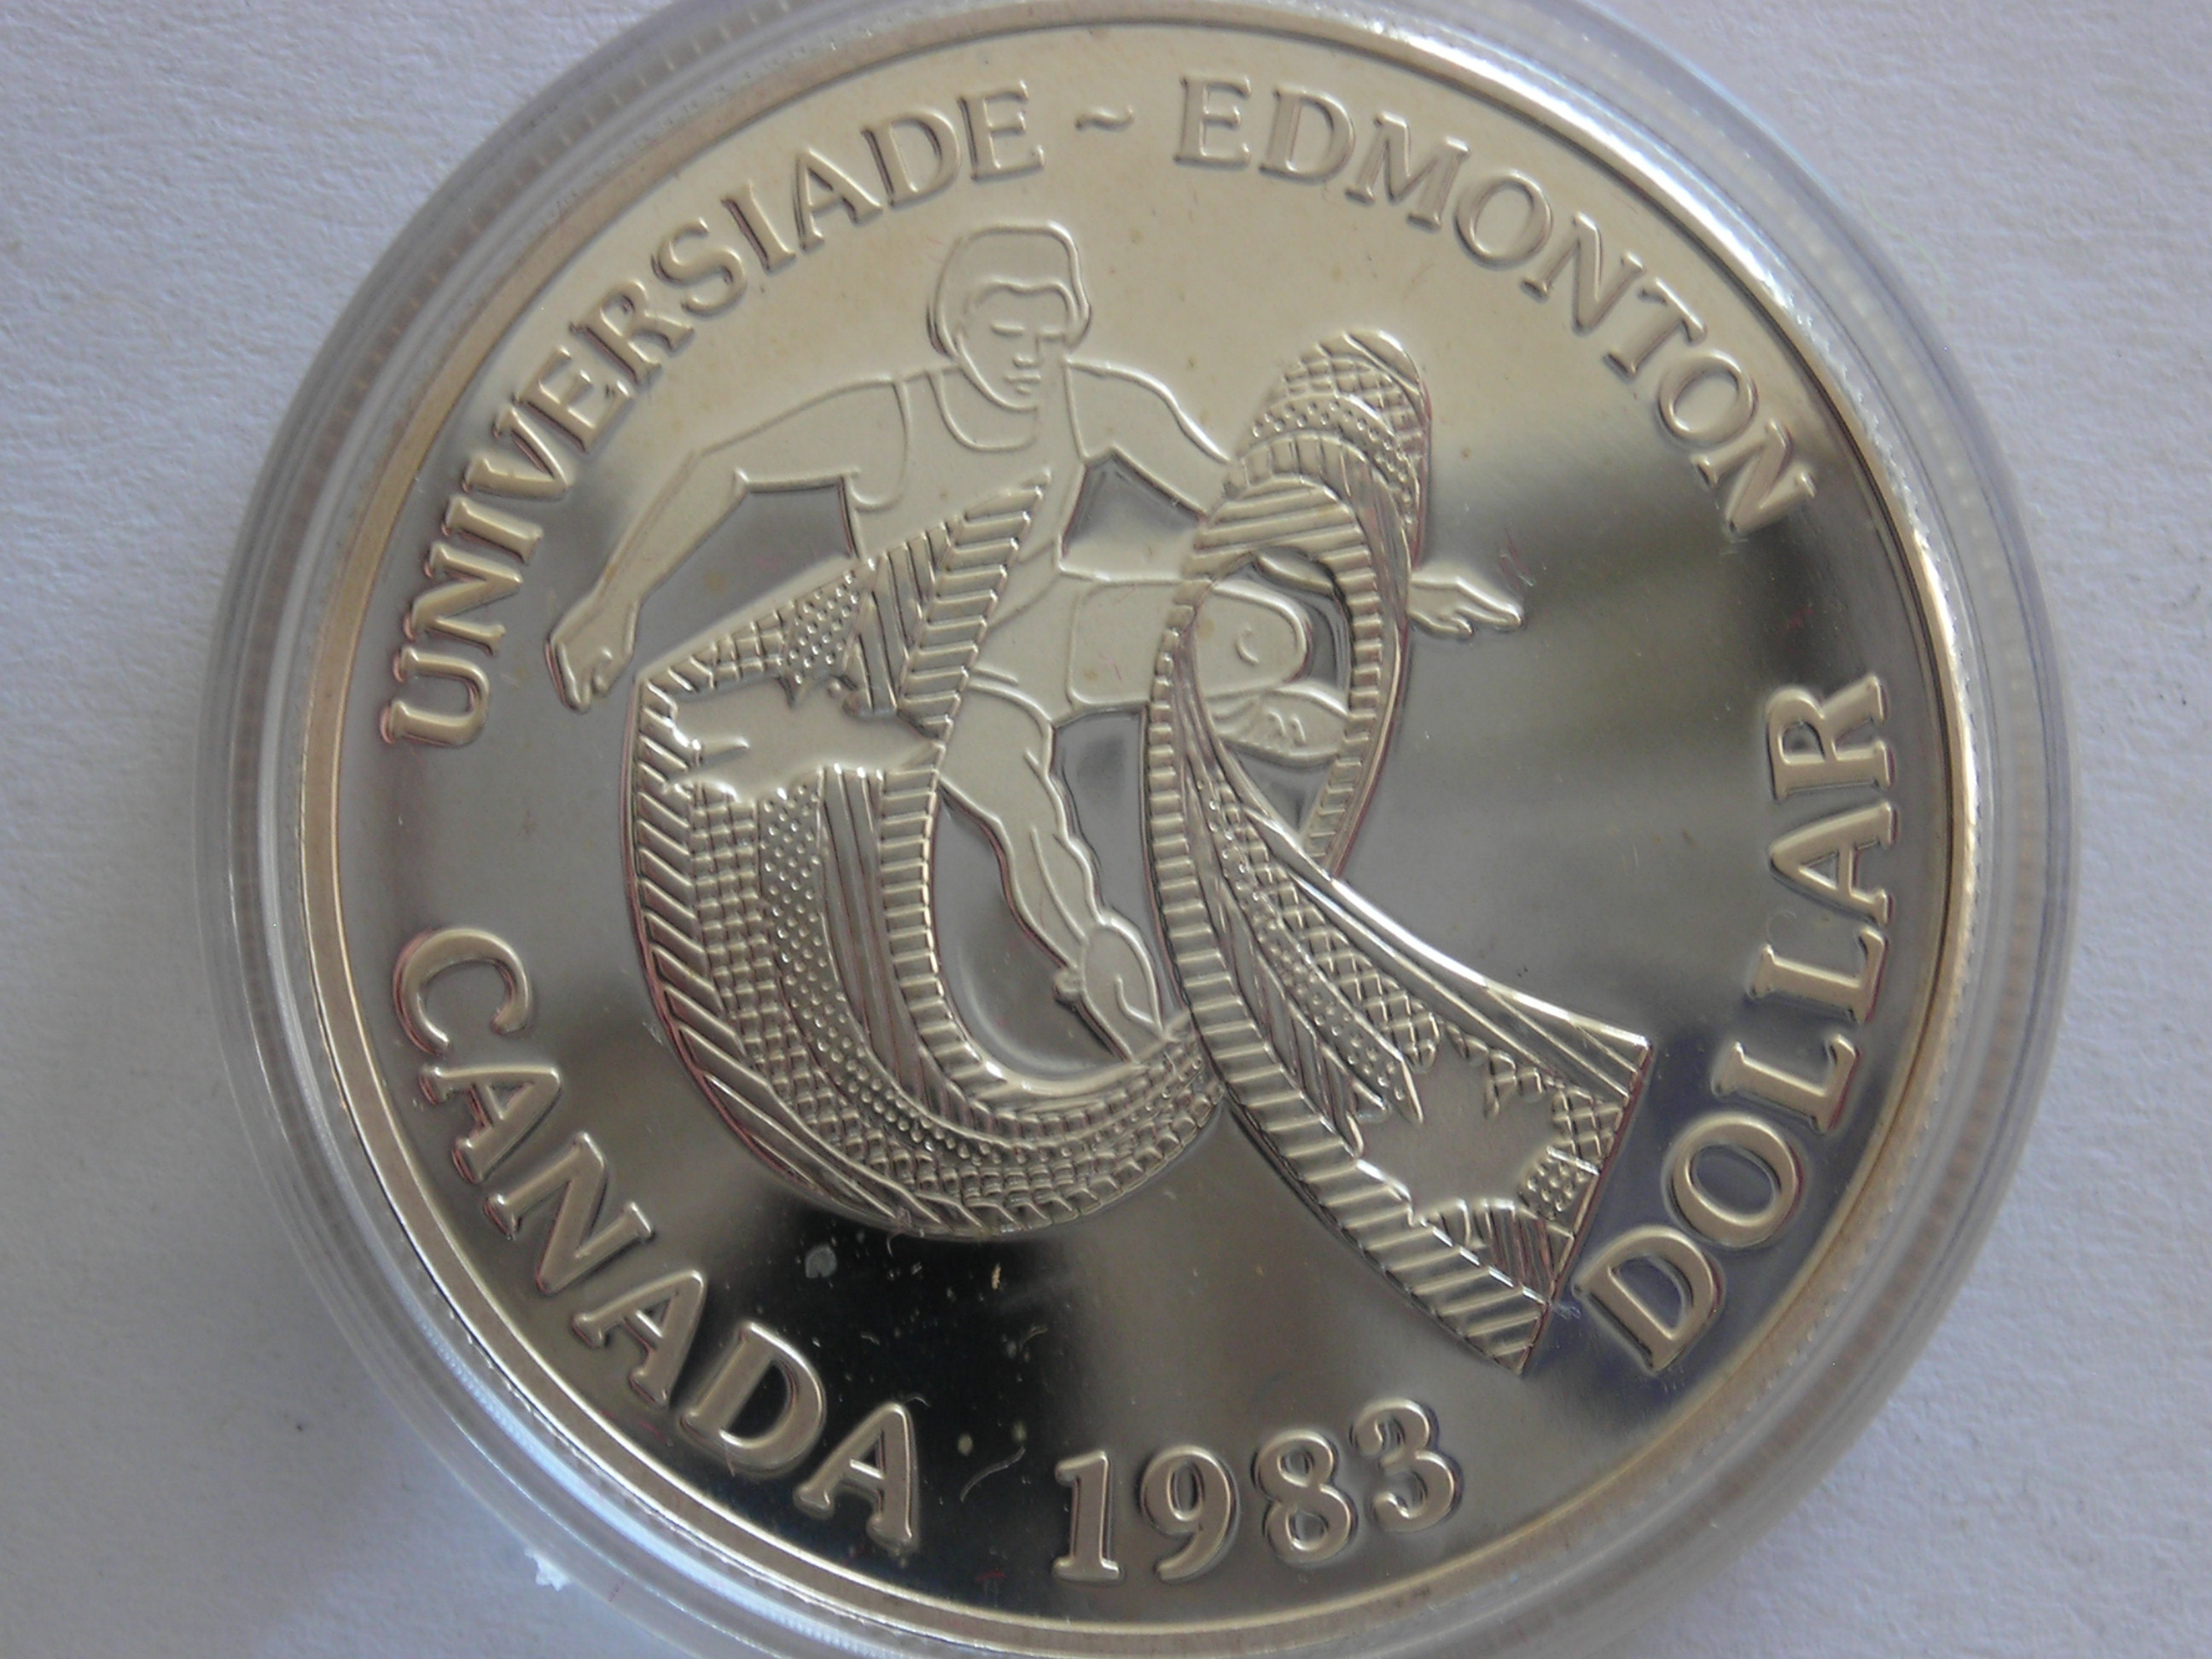 UNIVERSIADE ~ EDMONTON
CANADA 1983 DOLLAR